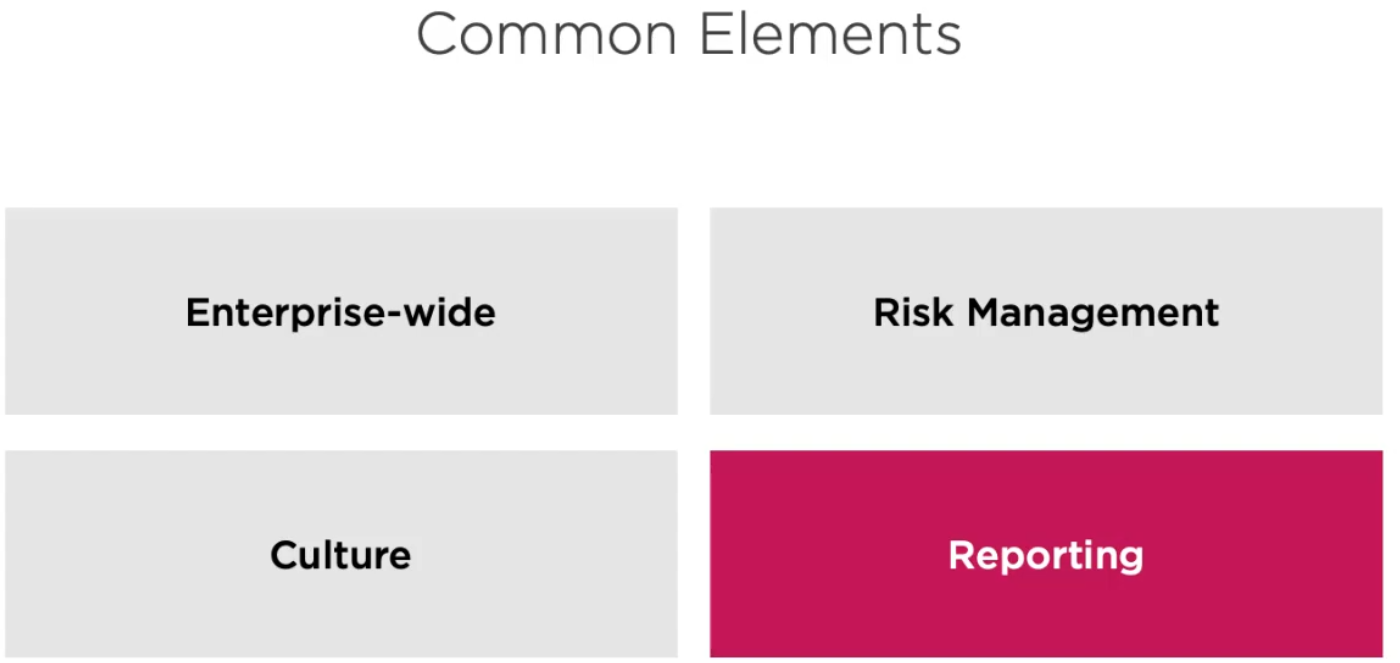 Common Elements
Enterprise-wide
Risk Management
Culture
Reporting